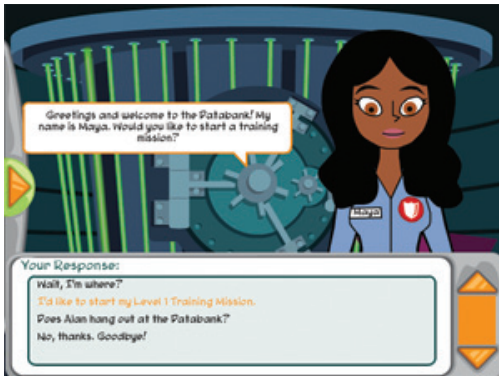 Greetings and welcome to the Databank! My
name is Maya. Would you like to start a training
mission?
Maya
Your Response:
Wait, I'm where?
I'd like to start my Level 1 Training Mission.
Does Alan hang out at the Databank?
No, thanks. Goodbye!